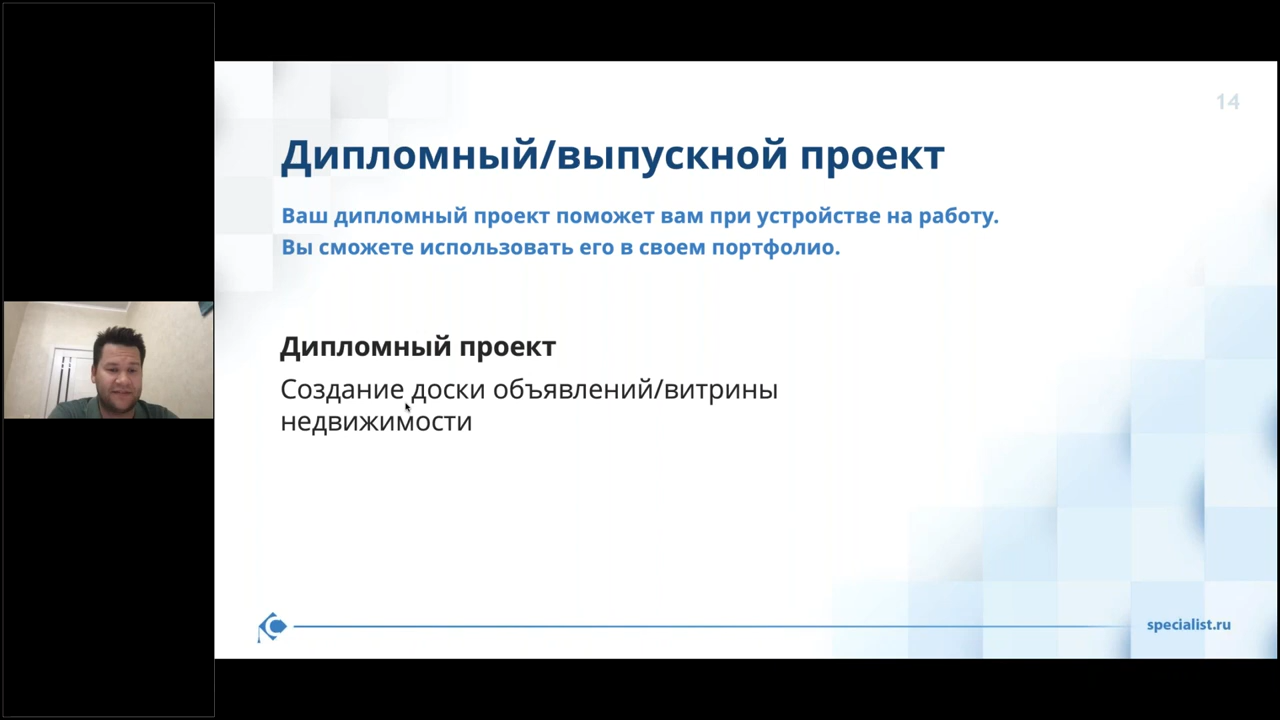 14
Дипломный/выпускной проект
Ваш дипломный проект поможет вам при устройстве на работу.
Вы сможете использовать его в своем портфолио.
Дипломный проект
Создание доски объявлений/витрины
недвижимости
specialist.ru